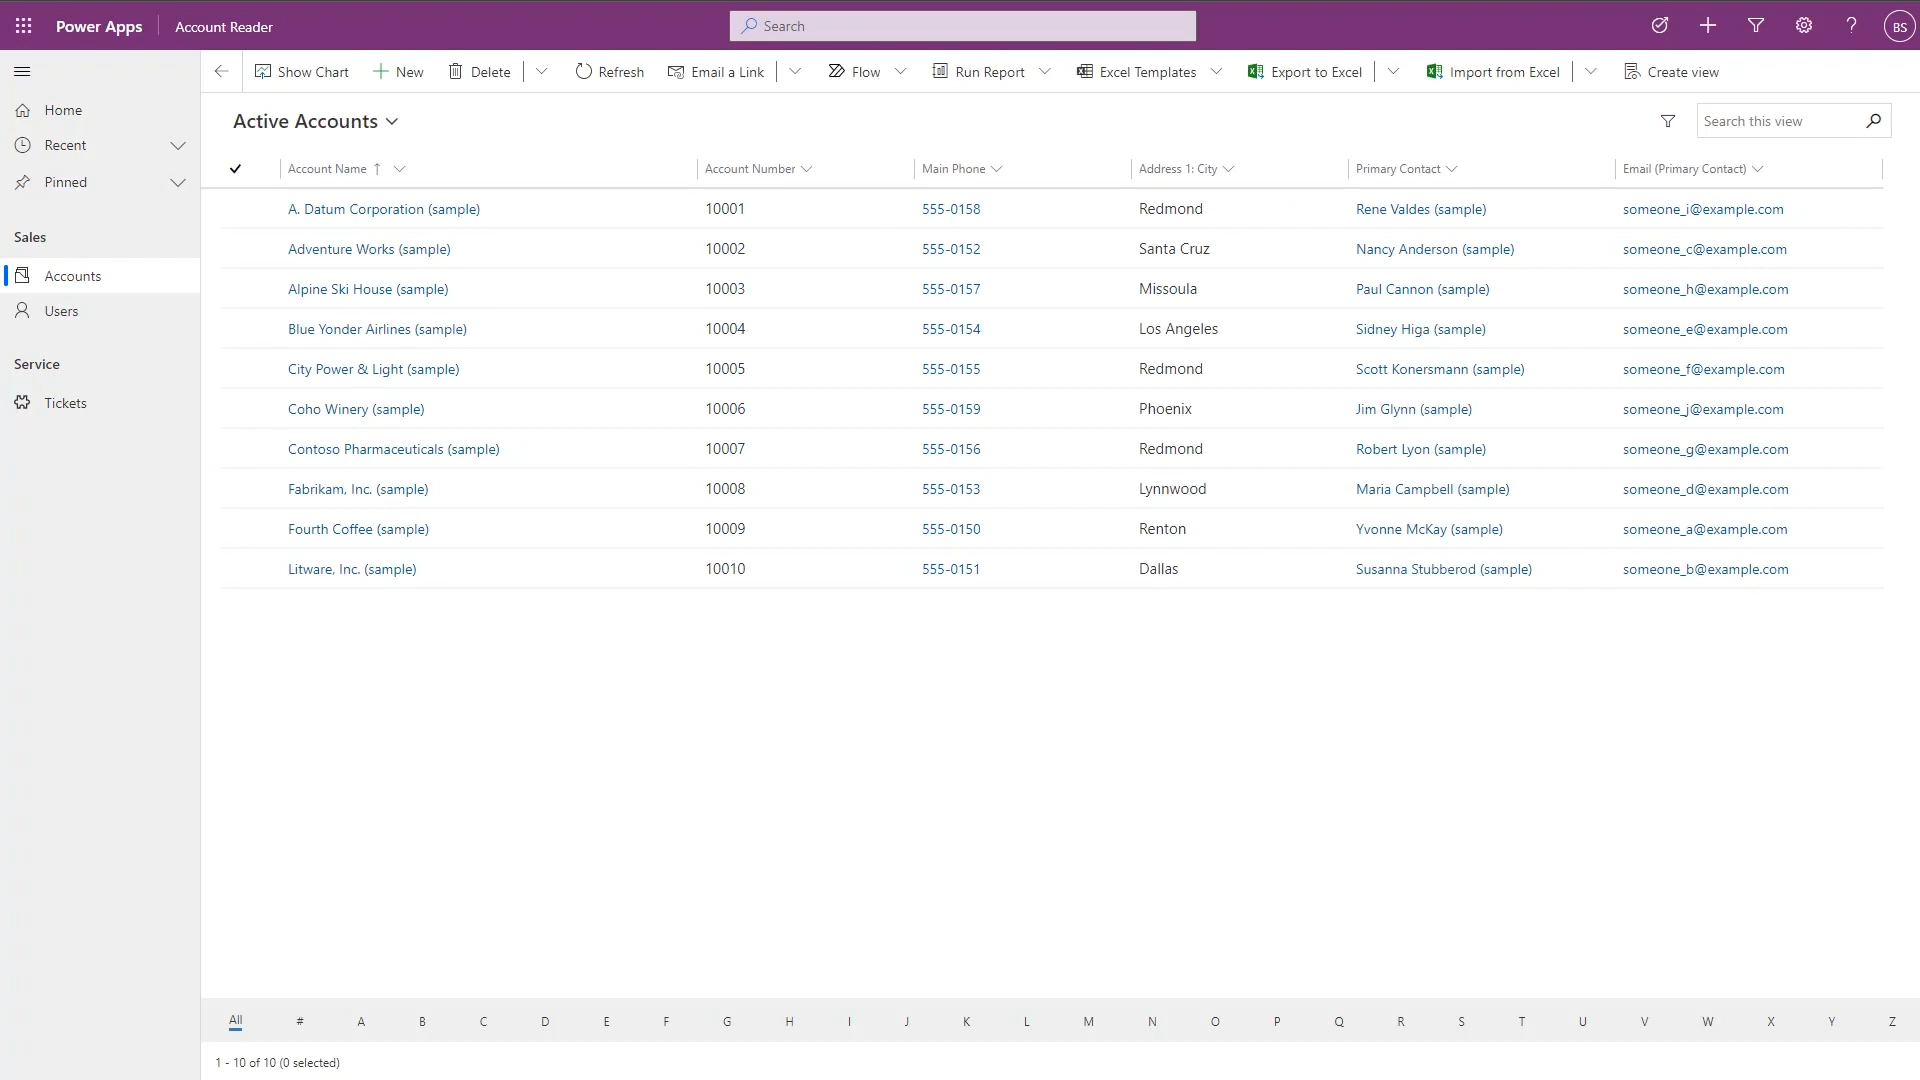 Power Apps Account Reader Search BS
Show Chart New Delete Refresh Email a Link Flow Run Report Excel Templates Export to Excel Import from Excel Create view
Home
Recent
Pinned
Sales
Accounts
Users
Service
Tickets
Active Accounts Search this view
Account Name ↑ Account Number Main Phone Address 1: City Primary Contact Email (Primary Contact)
A. Datum Corporation (sample) 10001 555-0158 Redmond Rene Valdes (sample) someone_i@example.com
Adventure Works (sample) 10002 555-0152 Santa Cruz Nancy Anderson (sample) someone_c@example.com
Alpine Ski House (sample) 10003 555-0157 Missoula Paul Cannon (sample) someone_h@example.com
Blue Yonder Airlines (sample) 10004 555-0154 Los Angeles Sidney Higa (sample) someone_e@example.com
City Power & Light (sample) 10005 555-0155 Redmond Scott Konersmann (sample) someone_f@example.com
Coho Winery (sample) 10006 555-0159 Phoenix Jim Glynn (sample) someone_j@example.com
Contoso Pharmaceuticals (sample) 10007 555-0156 Redmond Robert Lyon (sample) someone_g@example.com
Fabrikam, Inc. (sample) 10008 555-0153 Lynnwood Maria Campbell (sample) someone_d@example.com
Fourth Coffee (sample) 10009 555-0150 Renton Yvonne McKay (sample) someone_a@example.com
Litware, Inc. (sample) 10010 555-0151 Dallas Susanna Stubberod (sample) someone_b@example.com
All # A B C D E F G H I J K L M N O P Q R S T U V W X Y Z
1 - 10 of 10 (0 selected)